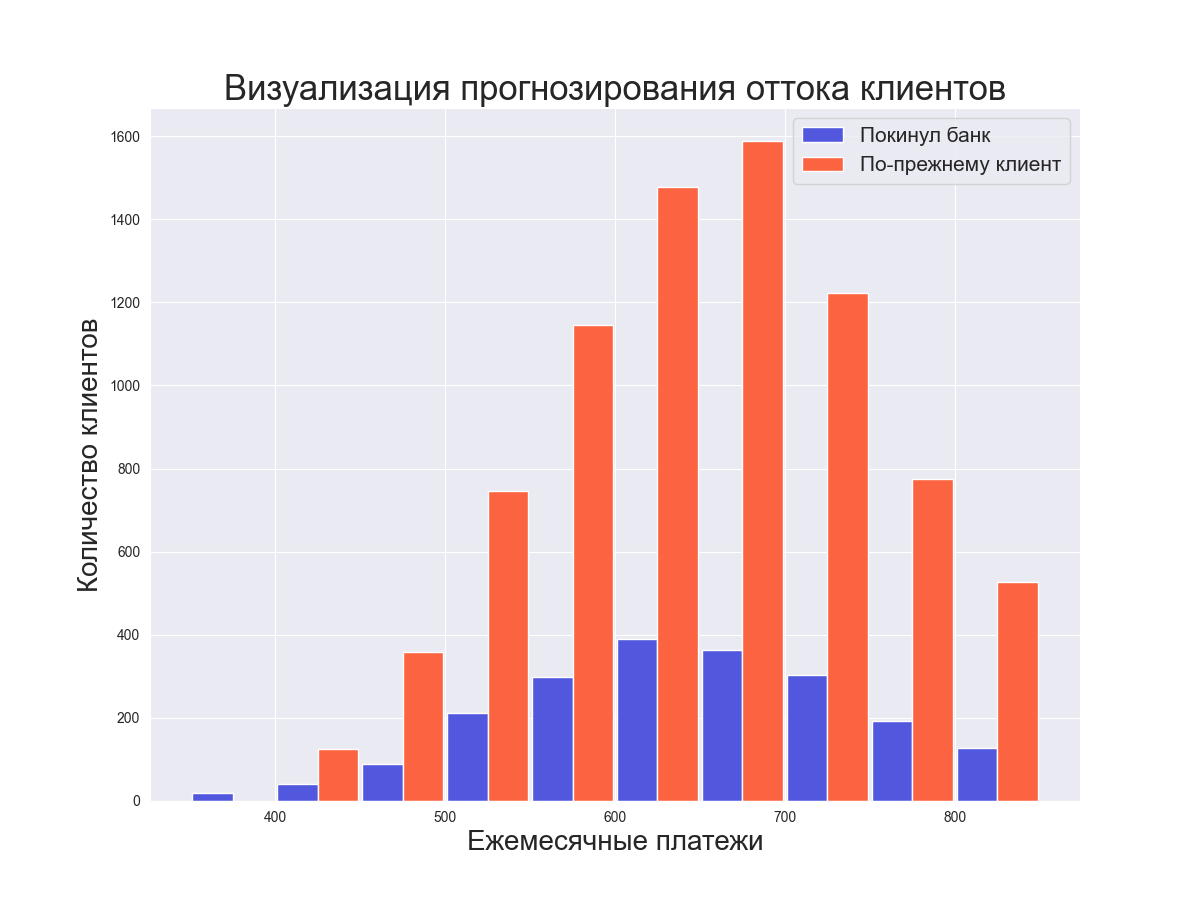 Визуализация прогнозирования оттока клиентов
Покинул банк
По-прежнему клиент
Количество клиентов
1600
1400
1200
1000
800
600
400
200
0
400 500 600 700 800
Ежемесячные платежи